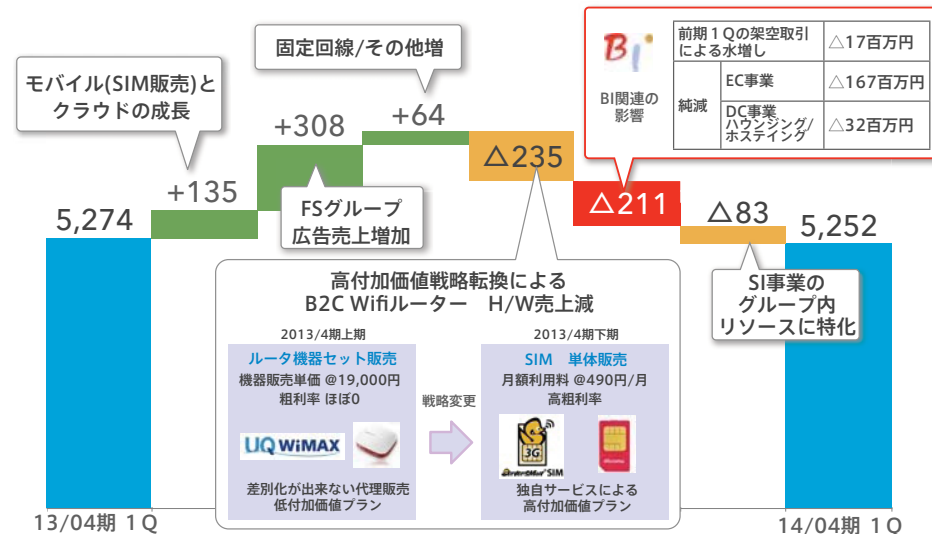 モバイル(SIM販売)と
クラウドの成長
固定回線/その他増
BI
BI関連の
影響
前期1Qの架空取引
による水増し
△17百万円
純減
EC事業
△167百万円
DC事業
ハウンジング/
ホステイング
△32百万円
5,274
+135
+308
+64
△235
△211
△83
5,252
FSグループ
広告売上増加
SI事業の
グループ内
リソースに特化
高付加価値戦略転換による
B2C Wifiルーター H/W売上減
2013/4期上期
ルータ機器セット販売
機器販売単価 @19,000円
粗利率 ほぼ0
UQ WiMAX
差別化が出来ない代理販売
低付加価値プラン
戦略変更
2013/4期下期
SIM 単体販売
月額利用料 @490円/月
高粗利率
3G
ServersMan SIM
独自サービスによる
高付加価値プラン
13/04期 1Q
14/04期 1Q